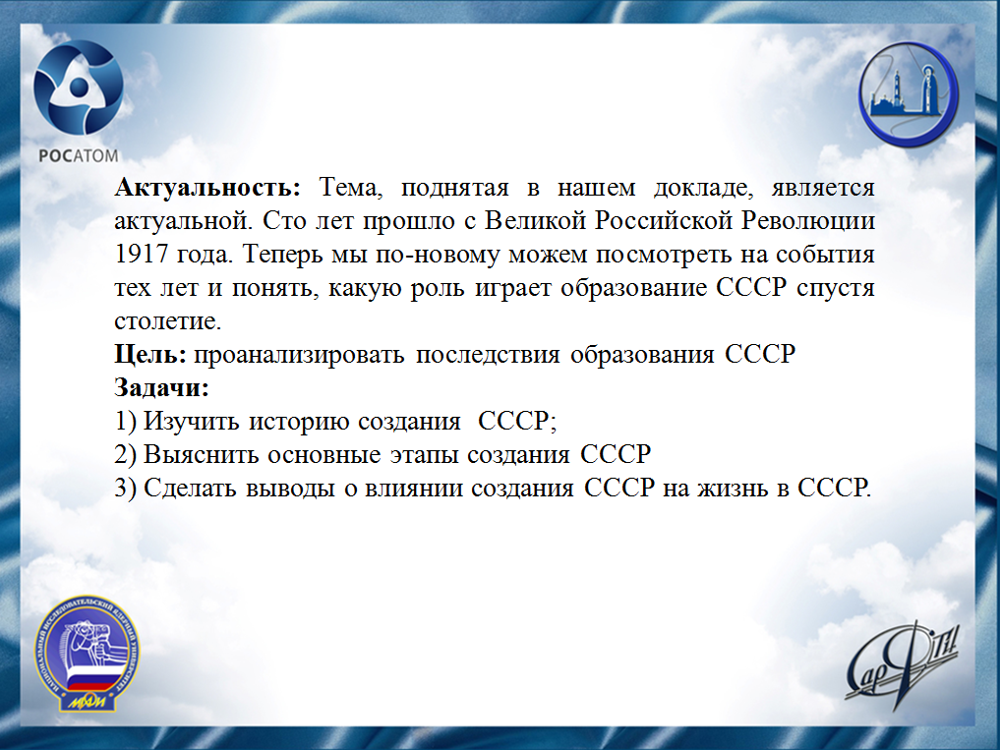 РОСАТОМ
Актуальность: Тема, поднятая в нашем докладе, является
актуальной. Сто лет прошло с Великой Российской Революции
1917 года. Теперь мы по-новому можем посмотреть на события
тех лет и понять, какую роль играет образование СССР спустя
столетие.
Цель: проанализировать последствия образования СССР
Задачи:
1) Изучить историю создания  СССР;
2) Выяснить основные этапы создания СССР
3) Сделать выводы о влиянии создания СССР на жизнь в СССР.
НАЦИОНАЛЬНЫЙ ИССЛЕДОВАТЕЛЬСКИЙ ЯДЕРНЫЙ УНИВЕРСИТЕТ
МИФИ
СарФТИ